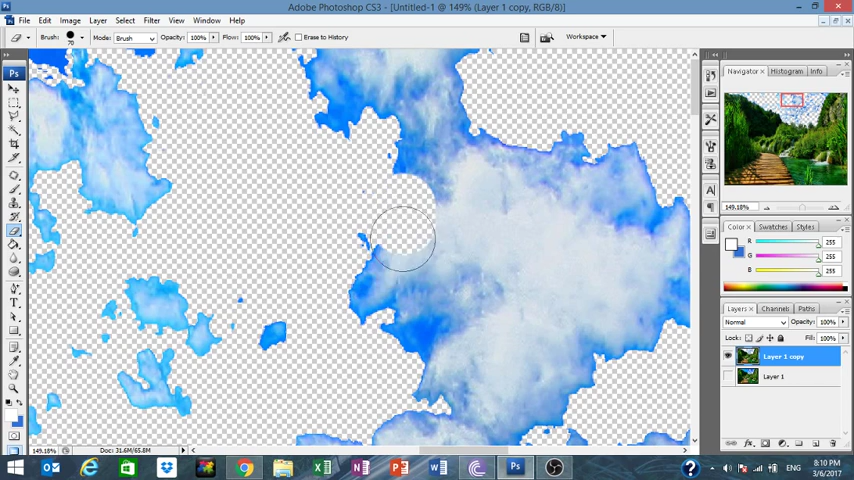 Adobe Photoshop CS3 - [Untitled-1 @ 149% (Layer 1 copy, RGB/8)]
File Edit Image Layer Select Filter View Window Help
Brush: 70 Mode: Brush Opacity: 100% Flow: 100% Erase to History Workspace
Ps
Navigator Histogram Info
149.18%
Color Swatches Styles
R 255
G 255
B 255
Layers Channels Paths
Normal Opacity: 100%
Lock: Fill: 100%
Layer 1 copy
Layer 1
149.18% Doc: 31.6M/65.8M
ENG 8:10 PM
3/6/2017